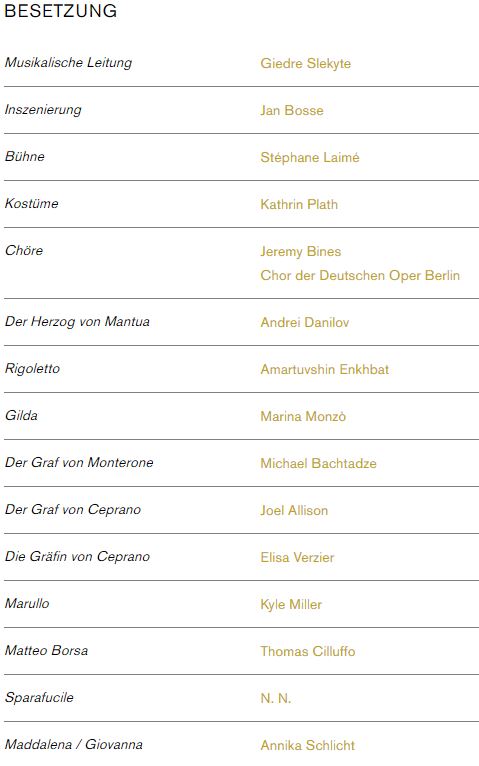 BESETZUNG
Musikalische Leitung Giedre Slekyte
Inszenierung Jan Bosse
Bühne Stéphane Laimé
Kostüme Kathrin Plath
Chöre Jeremy Bines
Chor der Deutschen Oper Berlin
Der Herzog von Mantua Andrei Danilov
Rigoletto Amartuvshin Enkhbat
Gilda Marina Monzò
Der Graf von Monterone Michael Bachtadze
Der Graf von Ceprano Joel Allison
Die Gräfin von Ceprano Elisa Verzier
Marullo Kyle Miller
Matteo Borsa Thomas Cilluffo
Sparafucile N. N.
Maddalena / Giovanna Annika Schlicht